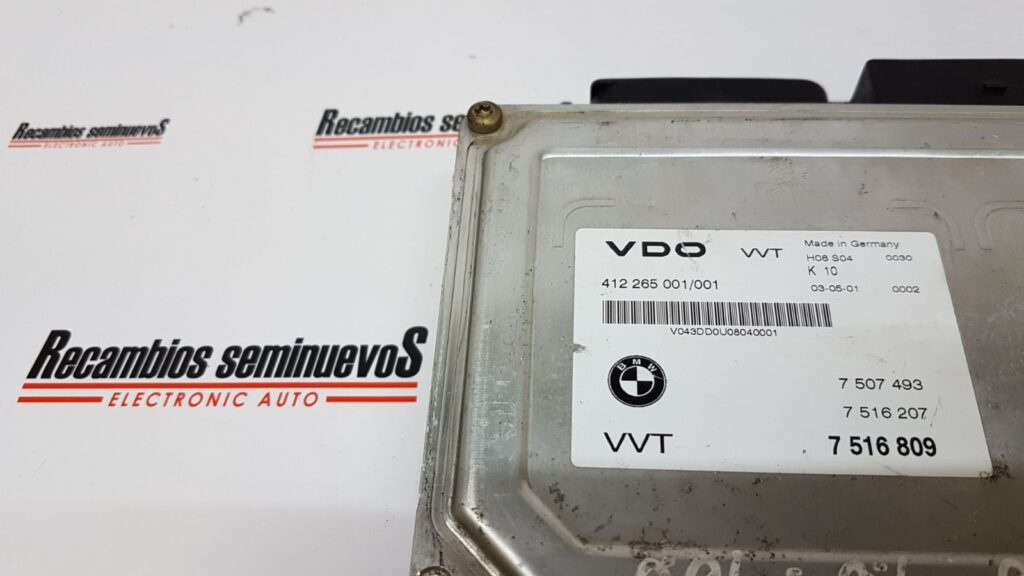 Recambios seminuevoS
ELECTRONIC AUTO
Recambios se
ELECTRONIC
Recambios seminuevoS
ELECTRONIC AUTO
VDO VVT
Made in Germany
H08 S04 0030
K 10
03-05-01 0002
412 265 001/001
V043DD0U08040001
BMW
7 507 493
7 516 207
VVT 7 516 809